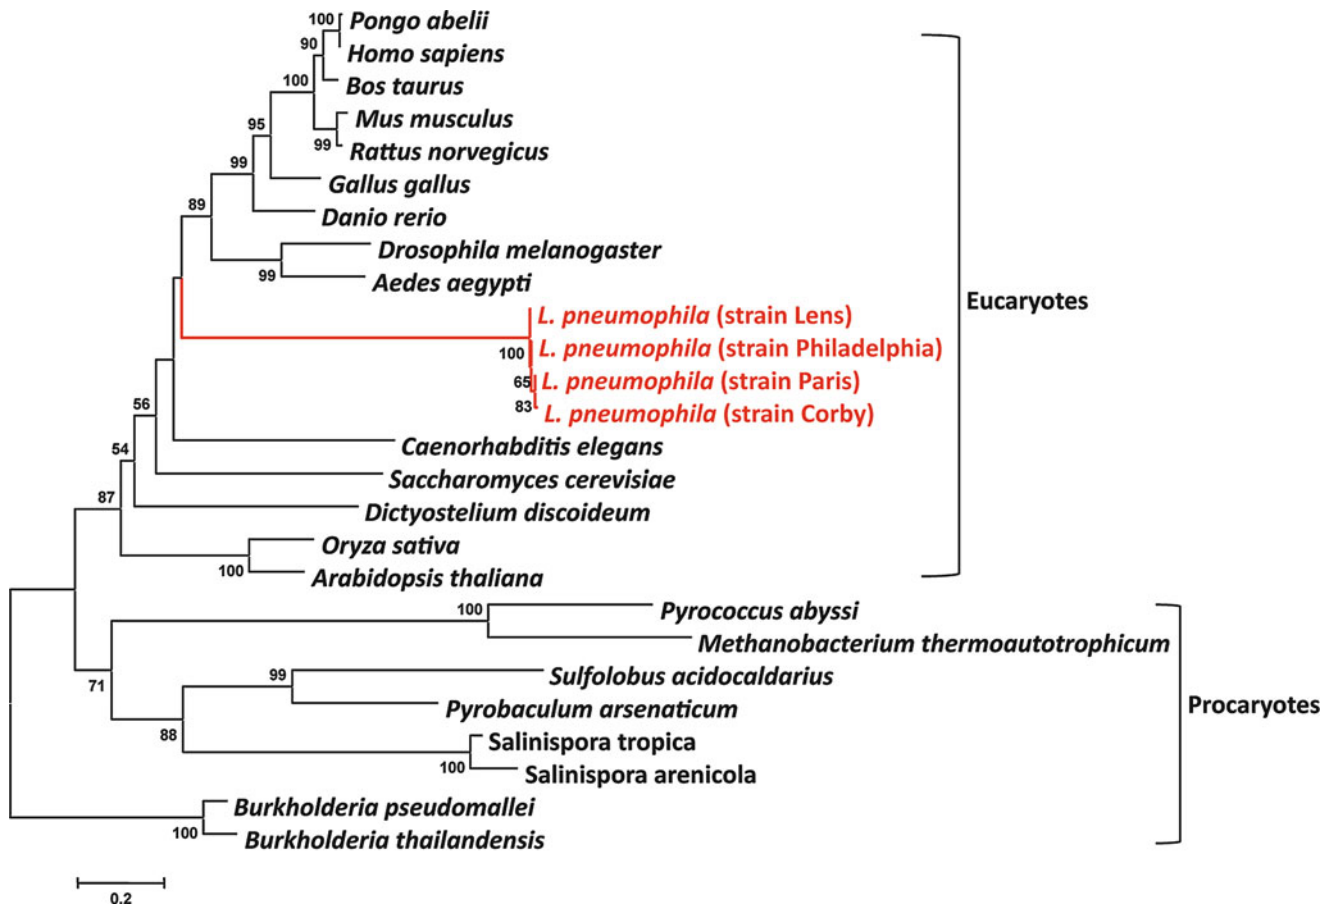 100 Pongo abelii
90 Homo sapiens
100 Bos taurus
95 Mus musculus
99 Rattus norvegicus
99 Gallus gallus
89 Danio rerio
Drosophila melanogaster
99 Aedes aegypti
Eucaryotes
L. pneumophila (strain Lens)
100 L. pneumophila (strain Philadelphia)
65 L. pneumophila (strain Paris)
83 L. pneumophila (strain Corby)
56
Caenorhabditis elegans
54
Saccharomyces cerevisiae
87
Dictyostelium discoideum
Oryza sativa
100 Arabidopsis thaliana
100 Pyrococcus abyssi
Methanobacterium thermoautotrophicum
71 99 Sulfolobus acidocaldarius
Pyrobaculum arsenaticum
Procaryotes
88 Salinispora tropica
100 Salinispora arenicola
Burkholderia pseudomallei
100 Burkholderia thailandensis
0.2